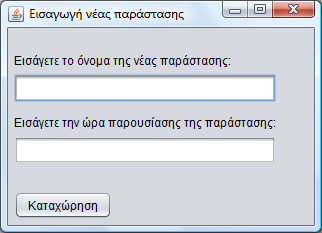 Εισαγωγή νέας παράστασης
Εισάγετε το όνομα της νέας παράστασης:
Εισάγετε την ώρα παρουσίασης της παράστασης:
Καταχώρηση